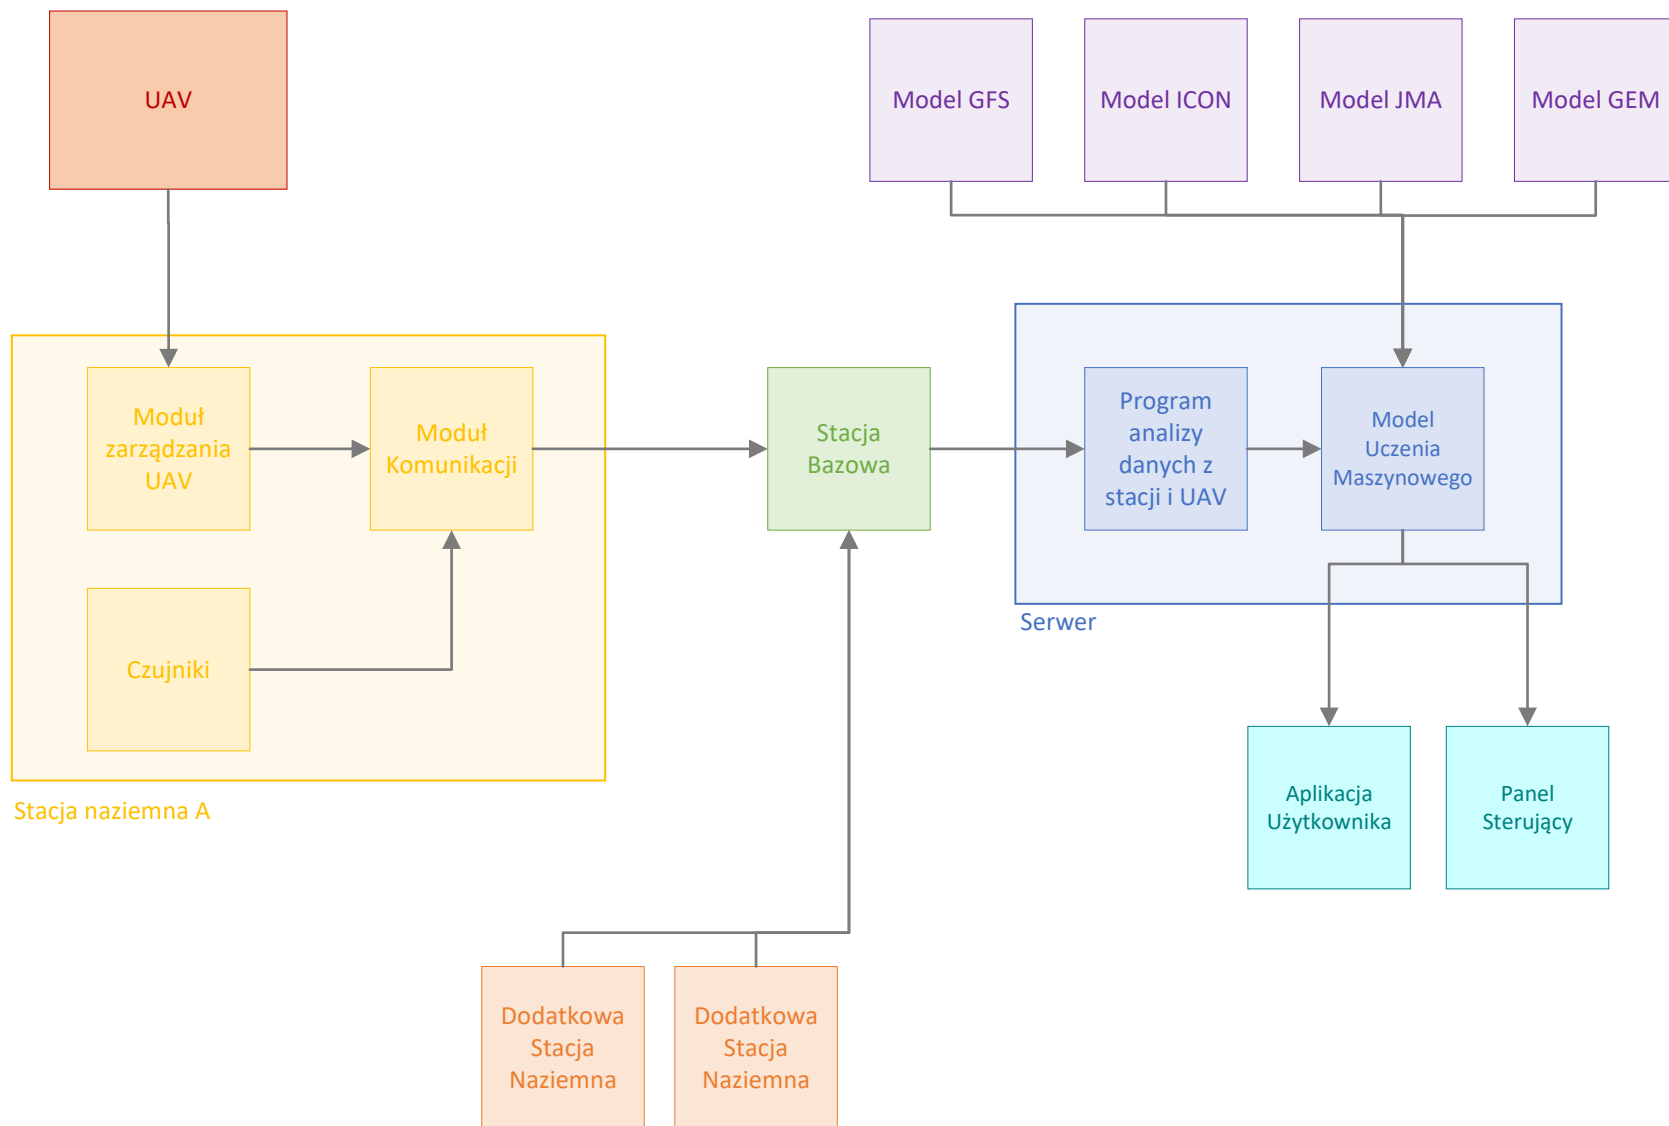 UAV
Model GFS
Model ICON
Model JMA
Model GEM
Moduł
zarządzania
UAV
Moduł
Komunikacji
Stacja
Bazowa
Program
analizy
danych z
stacji i UAV
Model
Uczenia
Maszynowego
Czujniki
Serwer
Stacja naziemna A
Aplikacja
Użytkownika
Panel
Sterujący
Dodatkowa
Stacja
Naziemna
Dodatkowa
Stacja
Naziemna